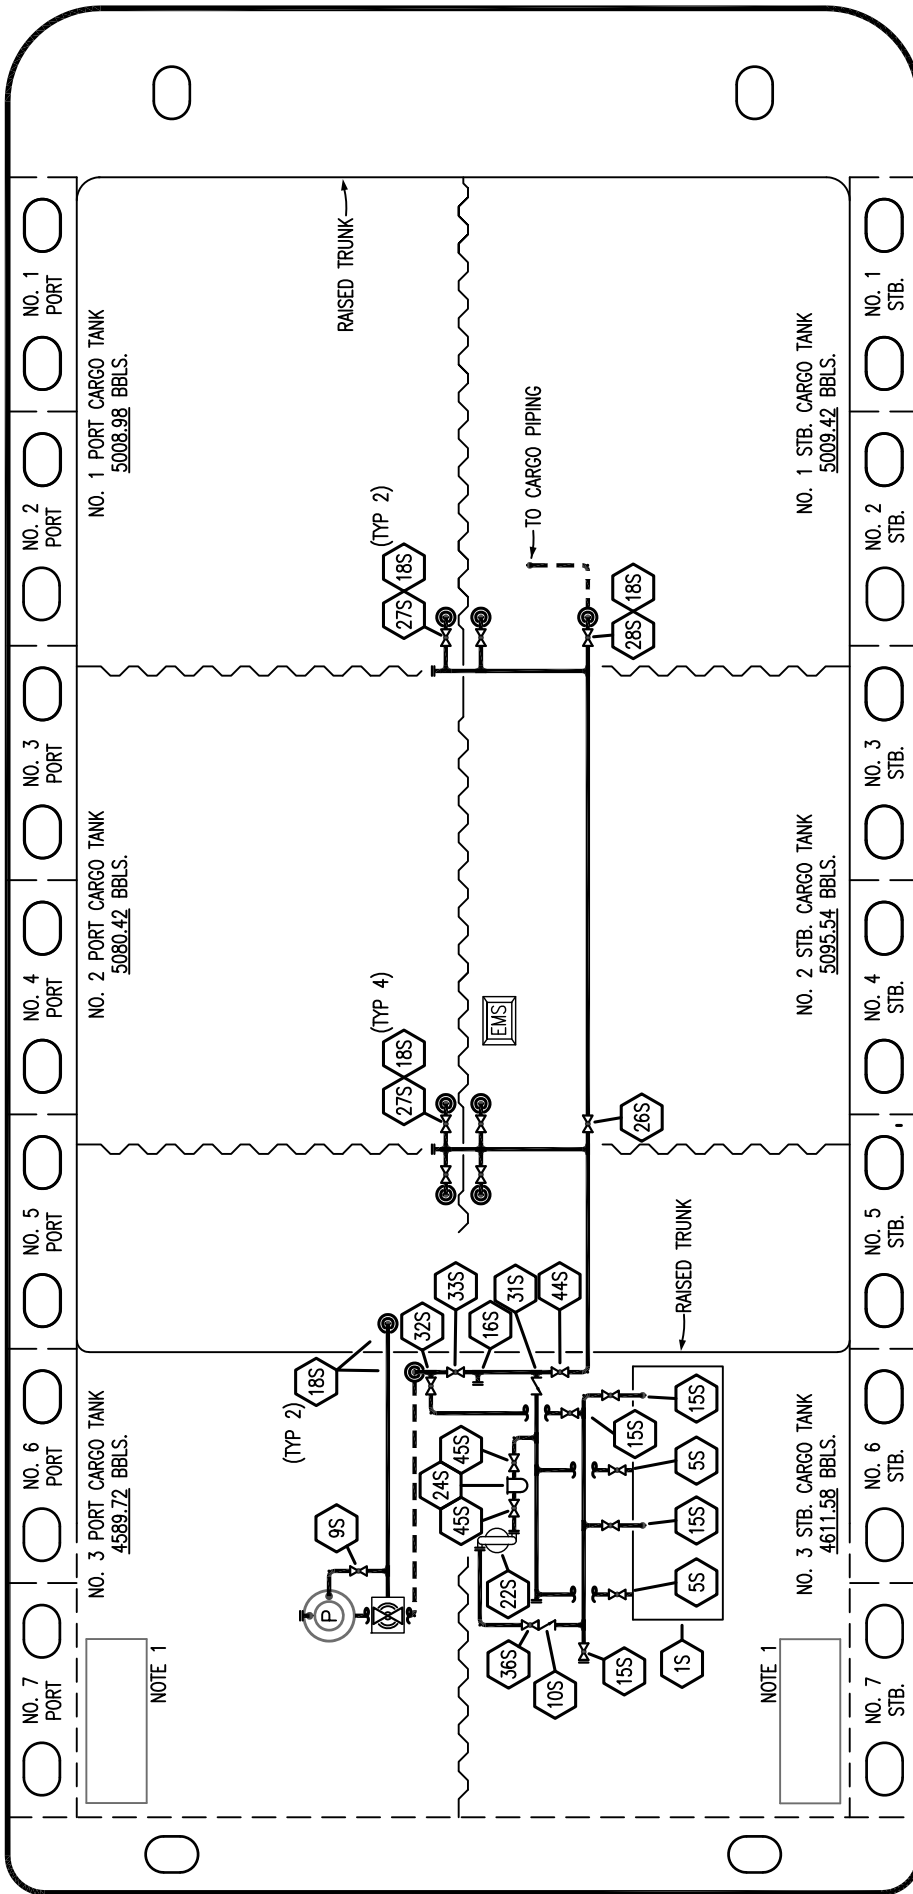 NO. 1
PORT
NO. 2
PORT
NO. 3
PORT
NO. 4
PORT
NO. 5
PORT
NO. 6
PORT
NO. 7
PORT
NO. 1 PORT CARGO TANK
5008.98 BBLS.
NO. 2 PORT CARGO TANK
5080.42 BBLS.
NO. 3 PORT CARGO TANK
4589.72 BBLS.
NOTE 1
RAISED TRUNK
(TYP 2)
27S
18S
(TYP 4)
27S
18S
(TYP 2)
18S
9S
P
TO CARGO PIPING
28S
18S
EMS
26S
32S
33S
16S
31S
44S
45S
24S
45S
22S
36S
10S
15S
15S
15S
5S
15S
5S
1S
RAISED TRUNK
NO. 1 STB. CARGO TANK
5009.42 BBLS.
NO. 2 STB. CARGO TANK
5095.54 BBLS.
NO. 3 STB. CARGO TANK
4611.58 BBLS.
NOTE 1
NO. 1
STB.
NO. 2
STB.
NO. 3
STB.
NO. 4
STB.
NO. 5
STB.
NO. 6
STB.
NO. 7
STB.